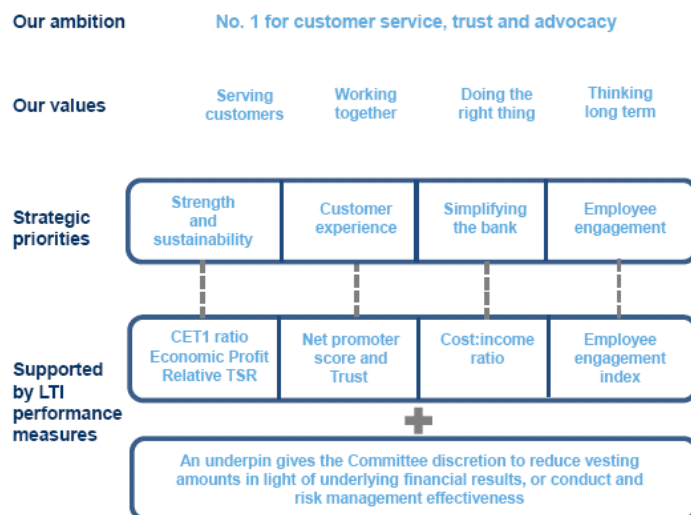 Our ambition
No. 1 for customer service, trust and advocacy
Our values
Serving
customers
Working
together
Doing the
right thing
Thinking
long term
Strategic
priorities
Strength
and
sustainability
Customer
experience
Simplifying
the bank
Employee
engagement
Supported
by LTI
performance
measures
CET1 ratio
Economic Profit
Relative TSR
Net promoter
score and
Trust
Cost:income
ratio
Employee
engagement
index
An underpin gives the Committee discretion to reduce vesting
amounts in light of underlying financial results, or conduct and
risk management effectiveness